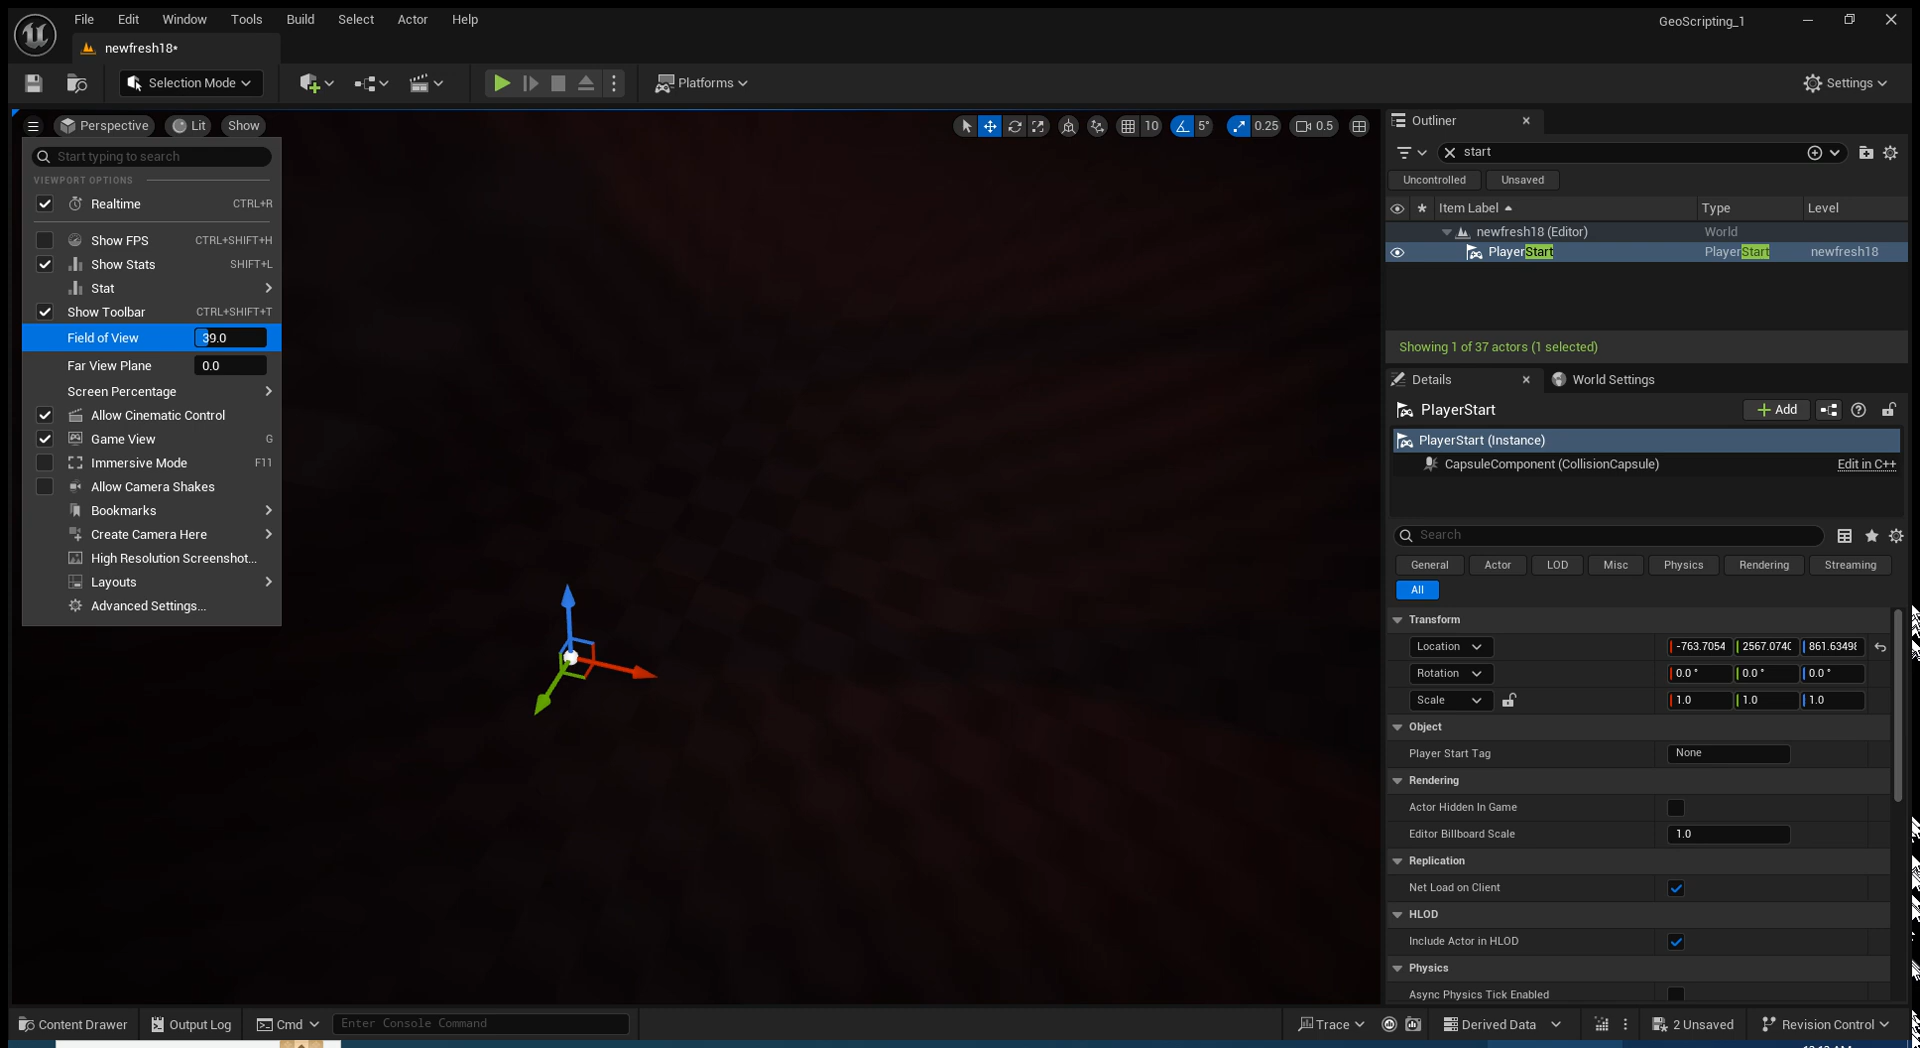 File Edit Window Tools Build Select Actor Help
GeoScripting_1
newfresh18*
Selection Mode
Platforms
Settings
Perspective Lit Show
10 5° 0.25 0.5
Start typing to search
VIEWPORT OPTIONS
Realtime CTRL+R
Show FPS CTRL+SHIFT+H
Show Stats SHIFT+L
Stat
Show Toolbar CTRL+SHIFT+T
Field of View 39.0
Far View Plane 0.0
Screen Percentage
Allow Cinematic Control
Game View G
Immersive Mode F11
Allow Camera Shakes
Bookmarks
Create Camera Here
High Resolution Screenshot...
Layouts
Advanced Settings...
Outliner
start
Uncontrolled Unsaved
Item Label Type Level
newfresh18 (Editor) World
PlayerStart PlayerStart newfresh18
Showing 1 of 37 actors (1 selected)
Details World Settings
PlayerStart Add
PlayerStart (Instance)
CapsuleComponent (CollisionCapsule) Edit in C++
Search
General Actor LOD Misc Physics Rendering Streaming
All
Transform
Location -763.7054 2567.074 861.6349
Rotation 0.0 ° 0.0 ° 0.0 °
Scale 1.0 1.0 1.0
Object
Player Start Tag None
Rendering
Actor Hidden In Game
Editor Billboard Scale 1.0
Replication
Net Load on Client
HLOD
Include Actor in HLOD
Physics
Async Physics Tick Enabled
Content Drawer Output Log Cmd Enter Console Command Trace Derived Data 2 Unsaved Revision Control